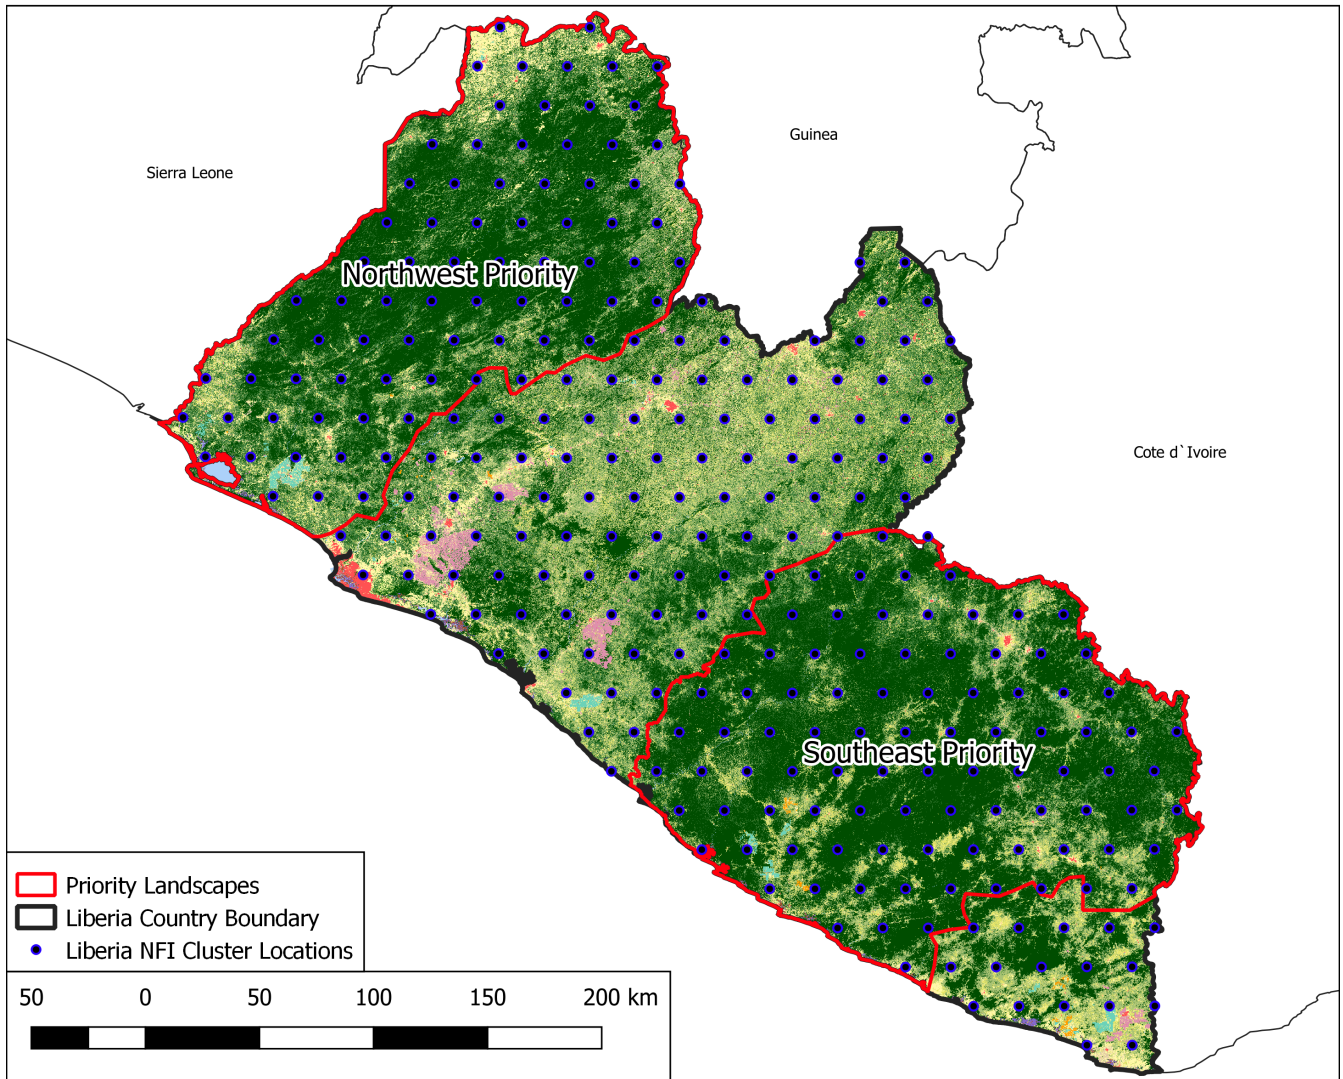 Guinea
Sierra Leone
Northwest Priority
Cote d`Ivoire
Southeast Priority
Priority Landscapes
Liberia Country Boundary
Liberia NFI Cluster Locations
50 0 50 100 150 200 km